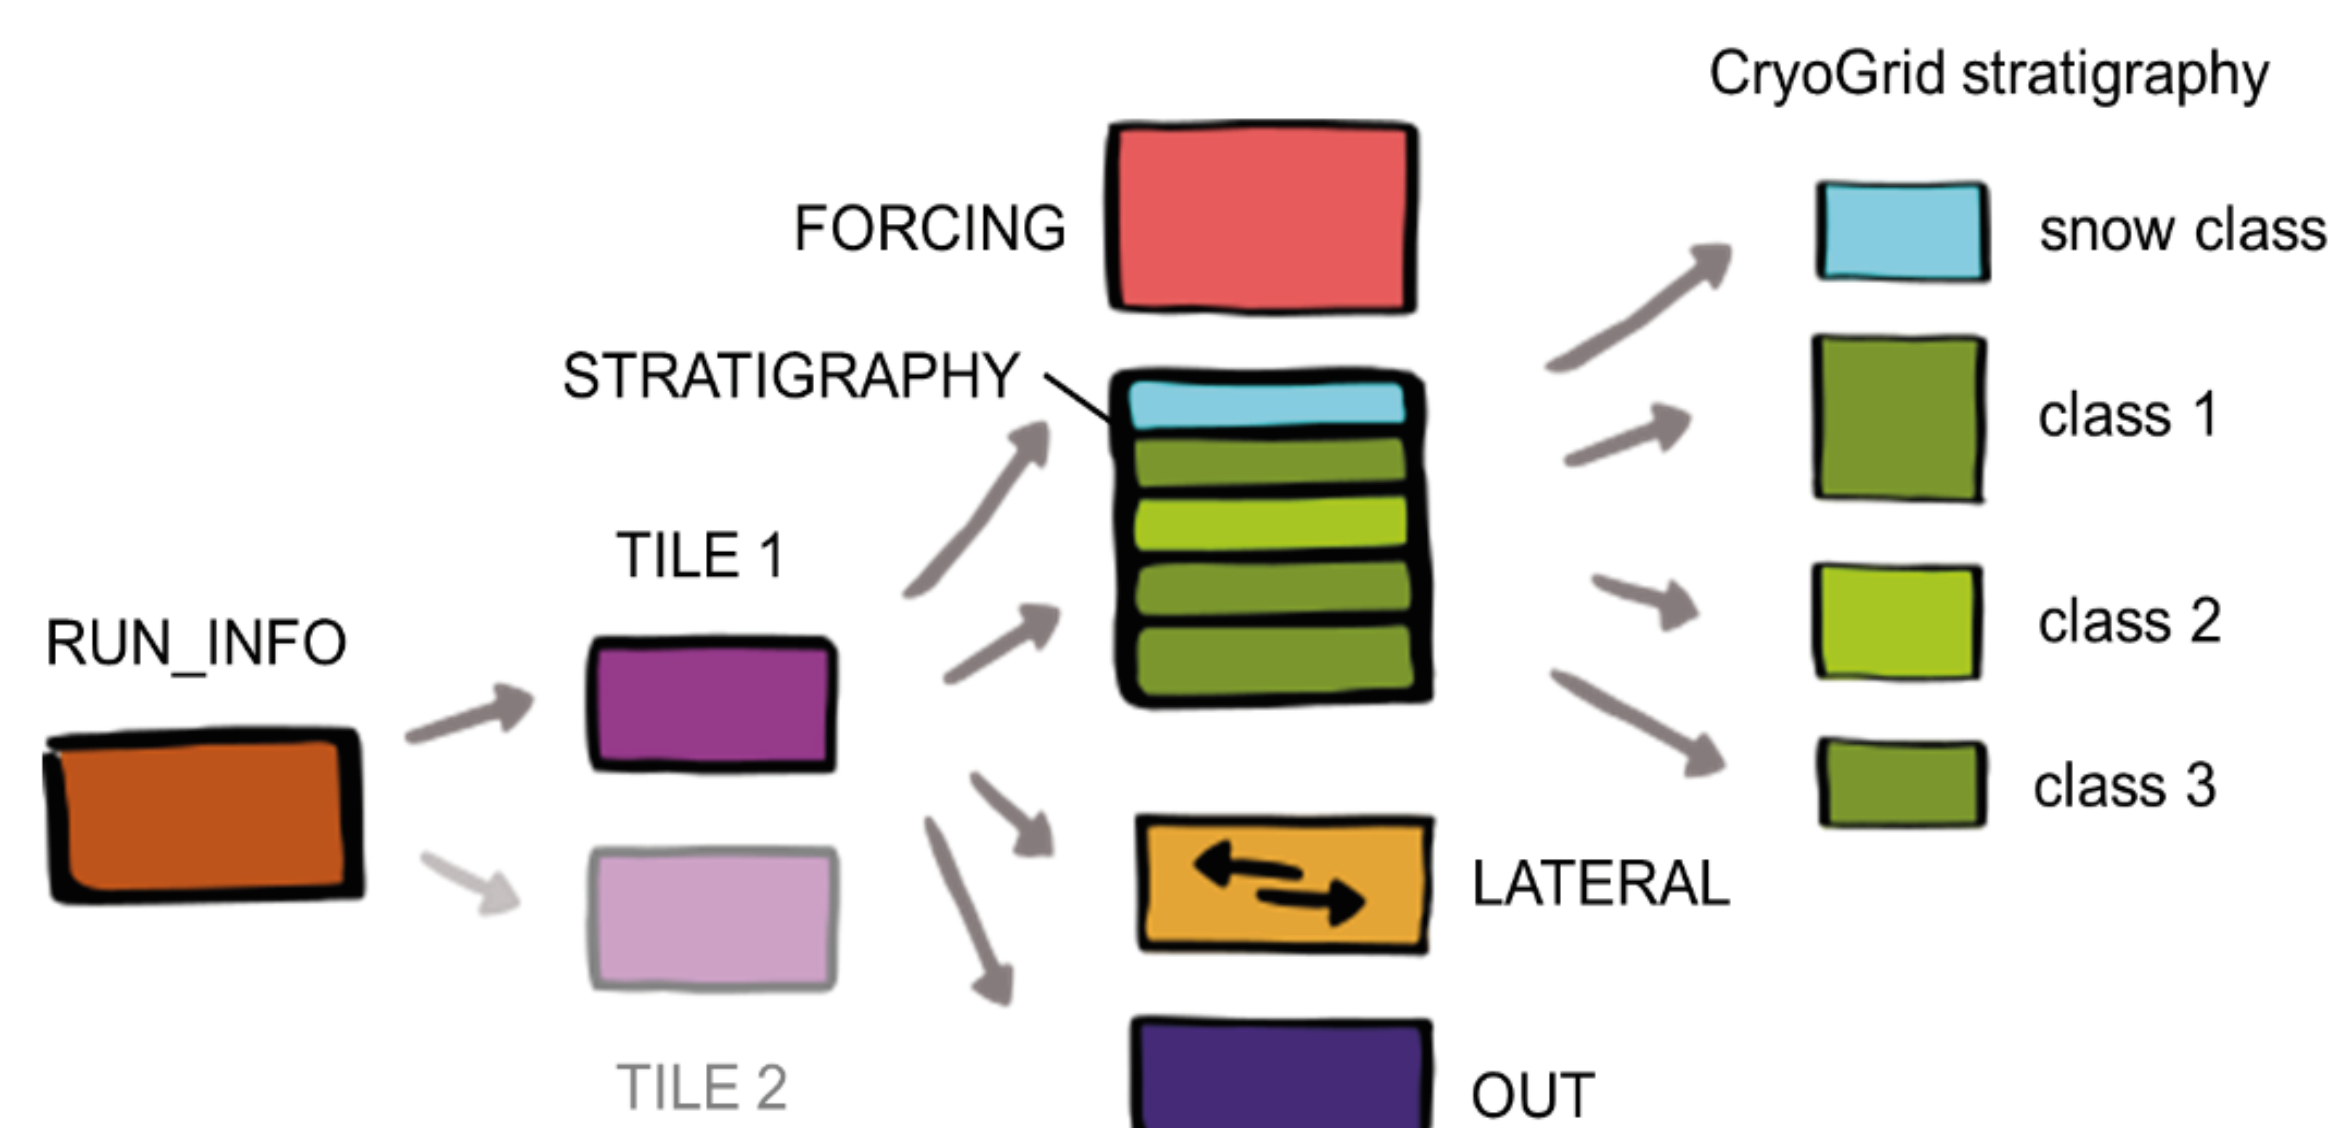 CryoGrid stratigraphy
FORCING
snow class
STRATIGRAPHY
class 1
TILE 1
class 2
RUN_INFO
class 3
LATERAL
TILE 2
OUT